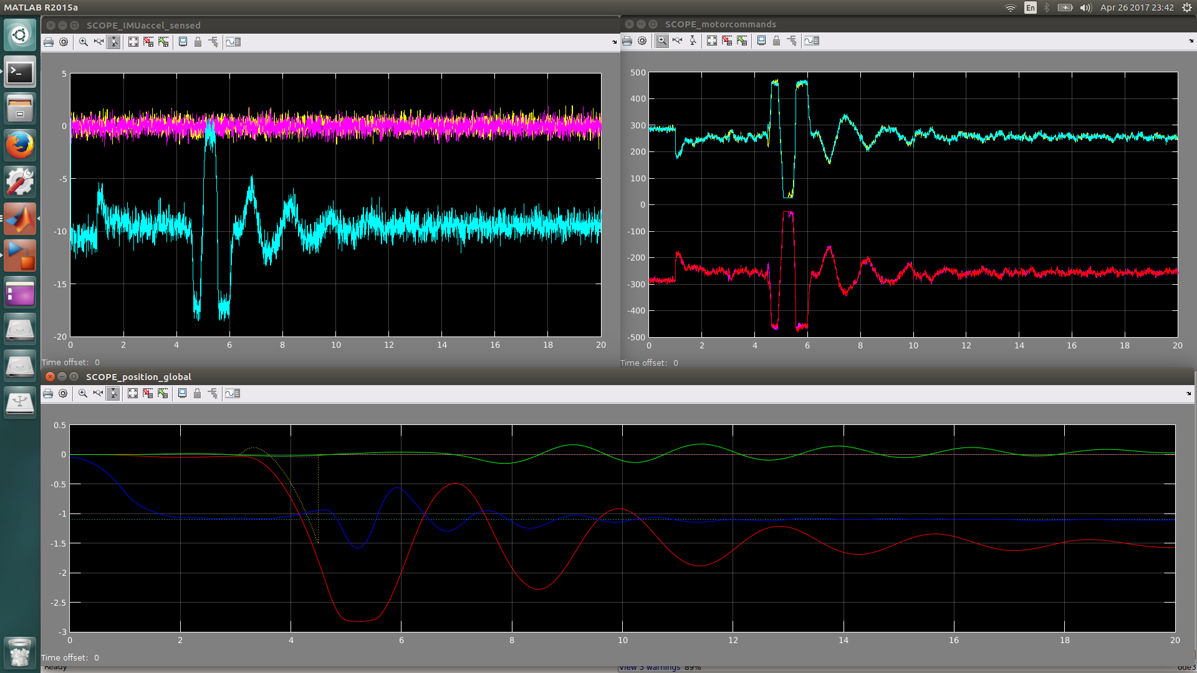 MATLAB R2015a
En
Apr 26 2017 23:42
SCOPE_IMUaccel_sensed
5
0
-5
-10
-15
-20
0 2 4 6 8 10 12 14 16 18 20
Time offset: 0
SCOPE_motorcommands
500
400
300
200
100
0
-100
-200
-300
-400
-500
0 2 4 6 8 10 12 14 16 18 20
Time offset: 0
SCOPE_position_global
0.5
0
-0.5
-1
-1.5
-2
-2.5
-3
0 2 4 6 8 10 12 14 16 18 20
Time offset: 0
Ready
View 3 warnings 89%
ode3